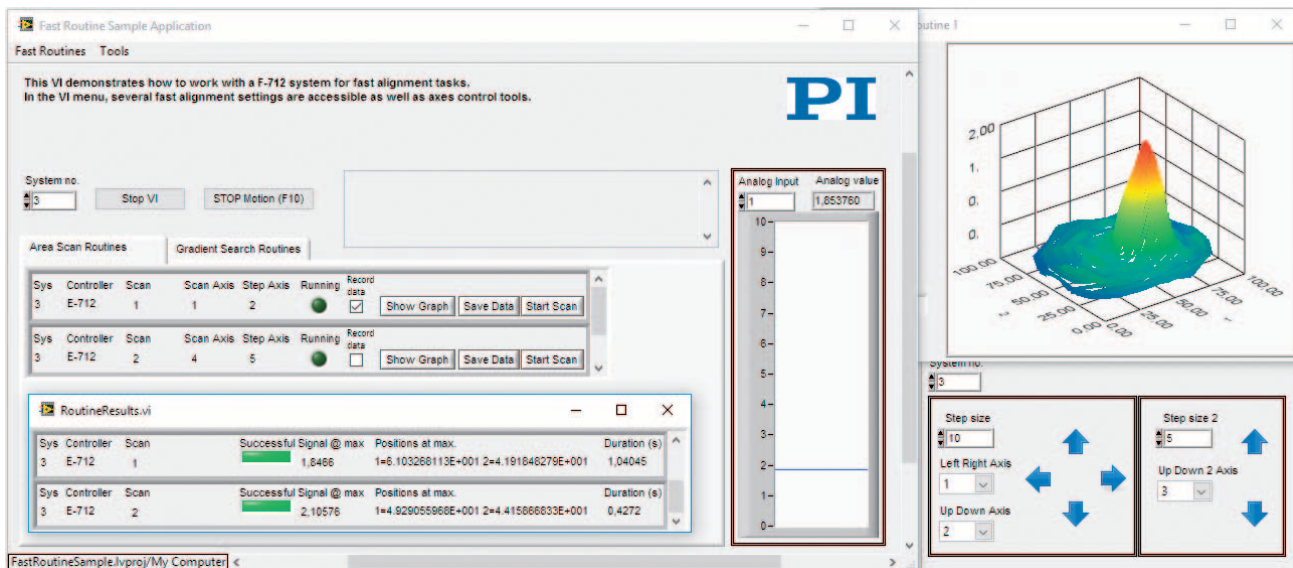 Fast Routine Sample Application
Fast Routines Tools
This VI demonstrates how to work with a F-712 system for fast alignment tasks.
In the VI menu, several fast alignment settings are accessible as well as axes control tools.
PI
System no.
3
Stop VI
STOP Motion (F10)
Area Scan Routines
Gradient Search Routines
Sys Controller Scan Scan Axis Step Axis Running Record data
3 E-712 1 1 2 Show Graph Save Data Start Scan
Sys Controller Scan Scan Axis Step Axis Running Record data
3 E-712 2 4 5 Show Graph Save Data Start Scan
RoutineResults.vi
Sys Controller Scan Successful Signal @ max Positions at max. Duration (s)
3 E-712 1 1,8466 1=6.103268113E+001 2=4.191848279E+001 1,04045
Sys Controller Scan Successful Signal @ max Positions at max. Duration (s)
3 E-712 2 2,10576 1=4.929055968E+001 2=4.415866833E+001 0,4272
FastRoutineSample.lvproj/My Computer
Analog Input Analog value
1 1,853760
10
9
8
7
6
5
4
3
2
1
0
outine 1
2.00
1.
0.
0.
100.00
75.00
50.00
25.00
0.00
2
0.00
25.00
50.00
75.00
100.00
1
System no.
3
Step size
10
Left Right Axis
1
Up Down Axis
2
Step size 2
5
Up Down 2 Axis
3